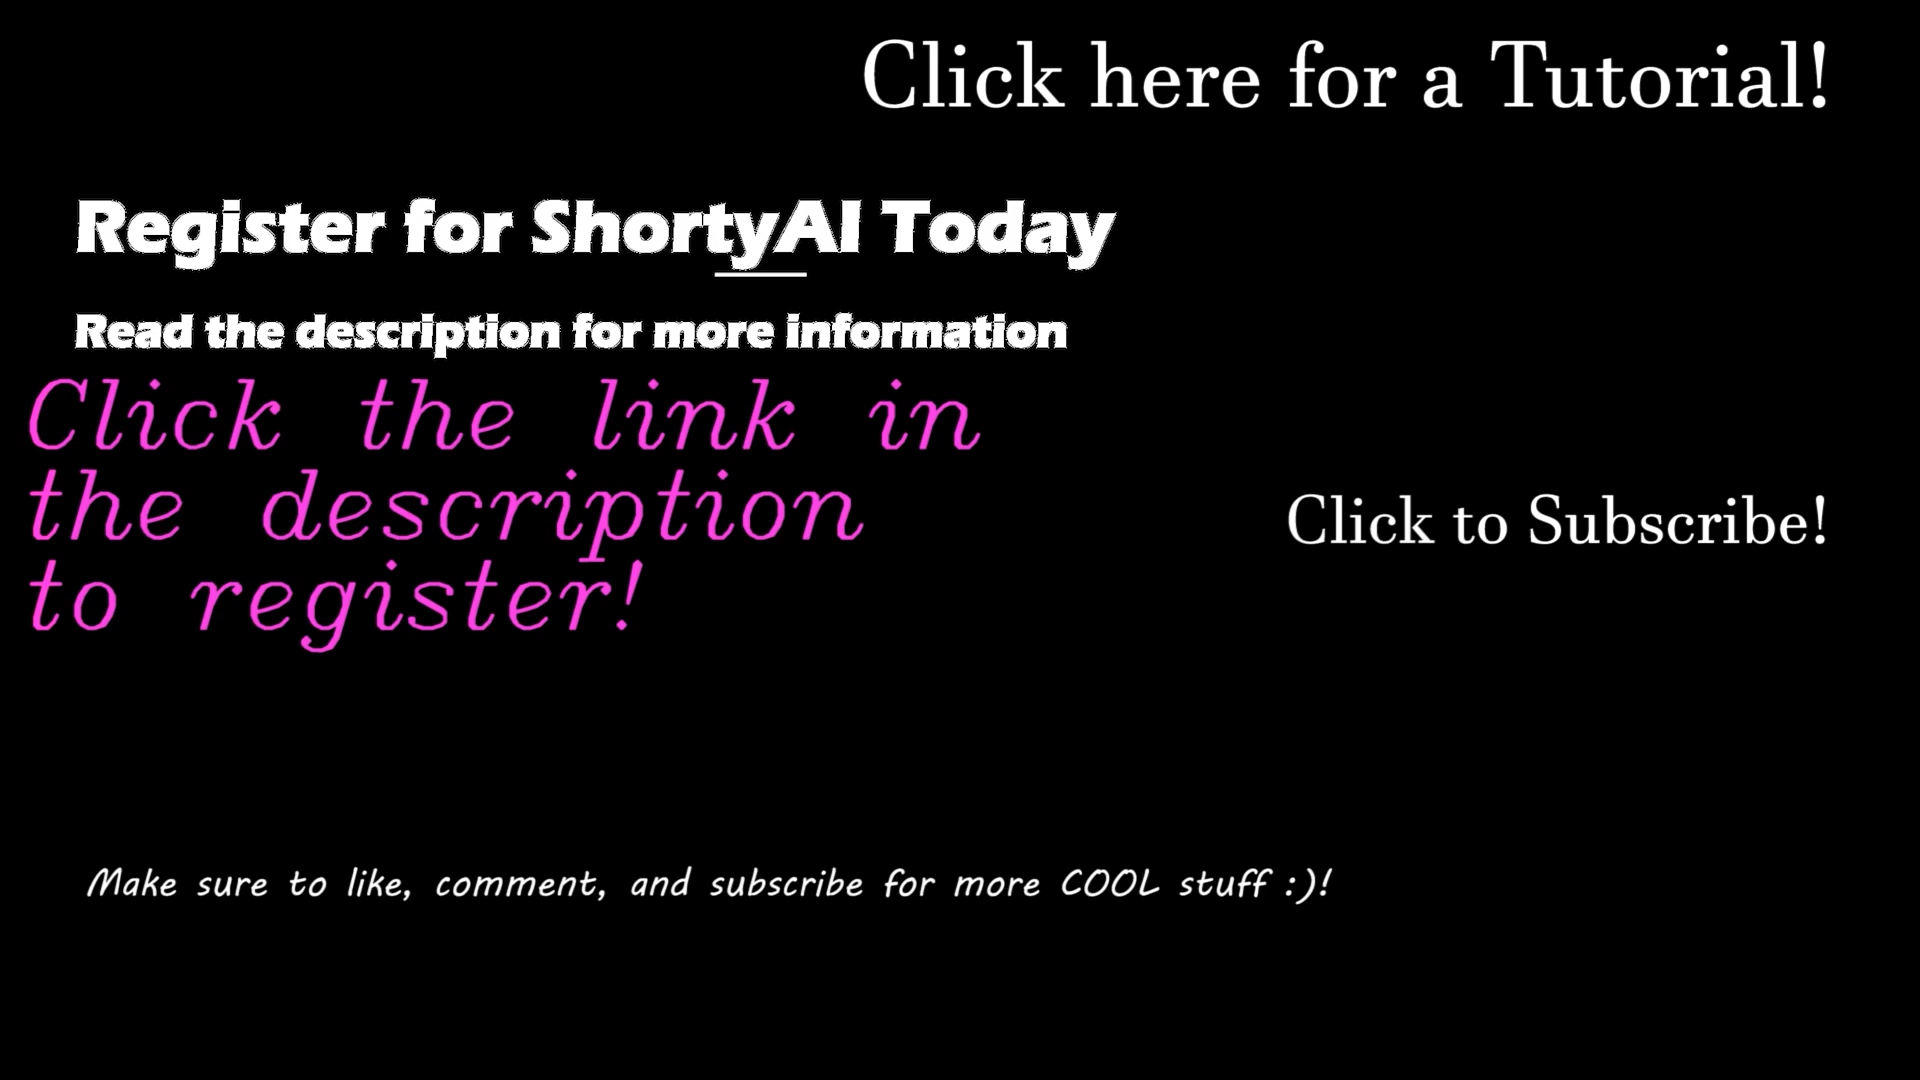 Click here for a Tutorial!
Register for ShortyAI Today
Read the description for more information
Click the link in
the description
to register!
Click to Subscribe!
Make sure to like, comment, and subscribe for more COOL stuff :)!